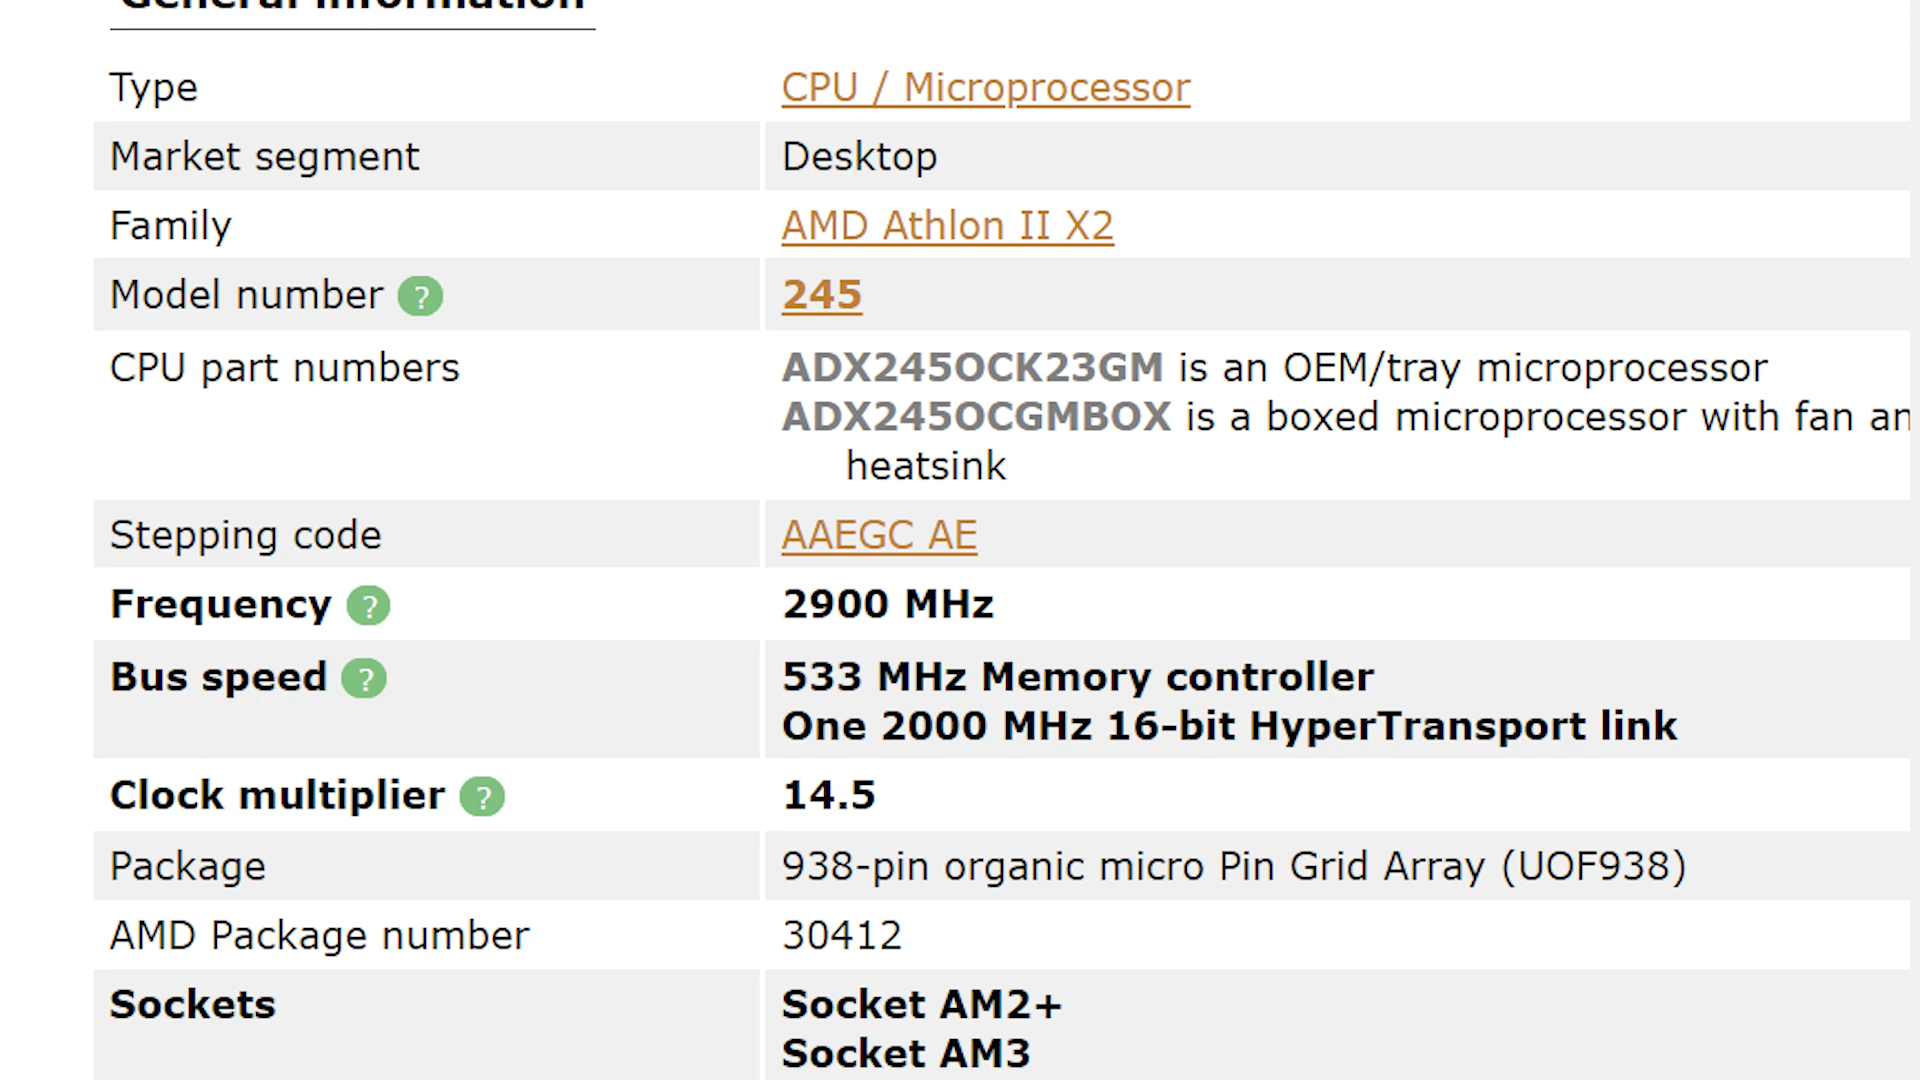 General information
Type CPU / Microprocessor
Market segment Desktop
Family AMD Athlon II X2
Model number ? 245
CPU part numbers ADX245OCK23GM is an OEM/tray microprocessor
ADX245OCGMBOX is a boxed microprocessor with fan an
heatsink
Stepping code AAEGC AE
Frequency ? 2900 MHz
Bus speed ? 533 MHz Memory controller
One 2000 MHz 16-bit HyperTransport link
Clock multiplier ? 14.5
Package 938-pin organic micro Pin Grid Array (UOF938)
AMD Package number 30412
Sockets Socket AM2+
Socket AM3